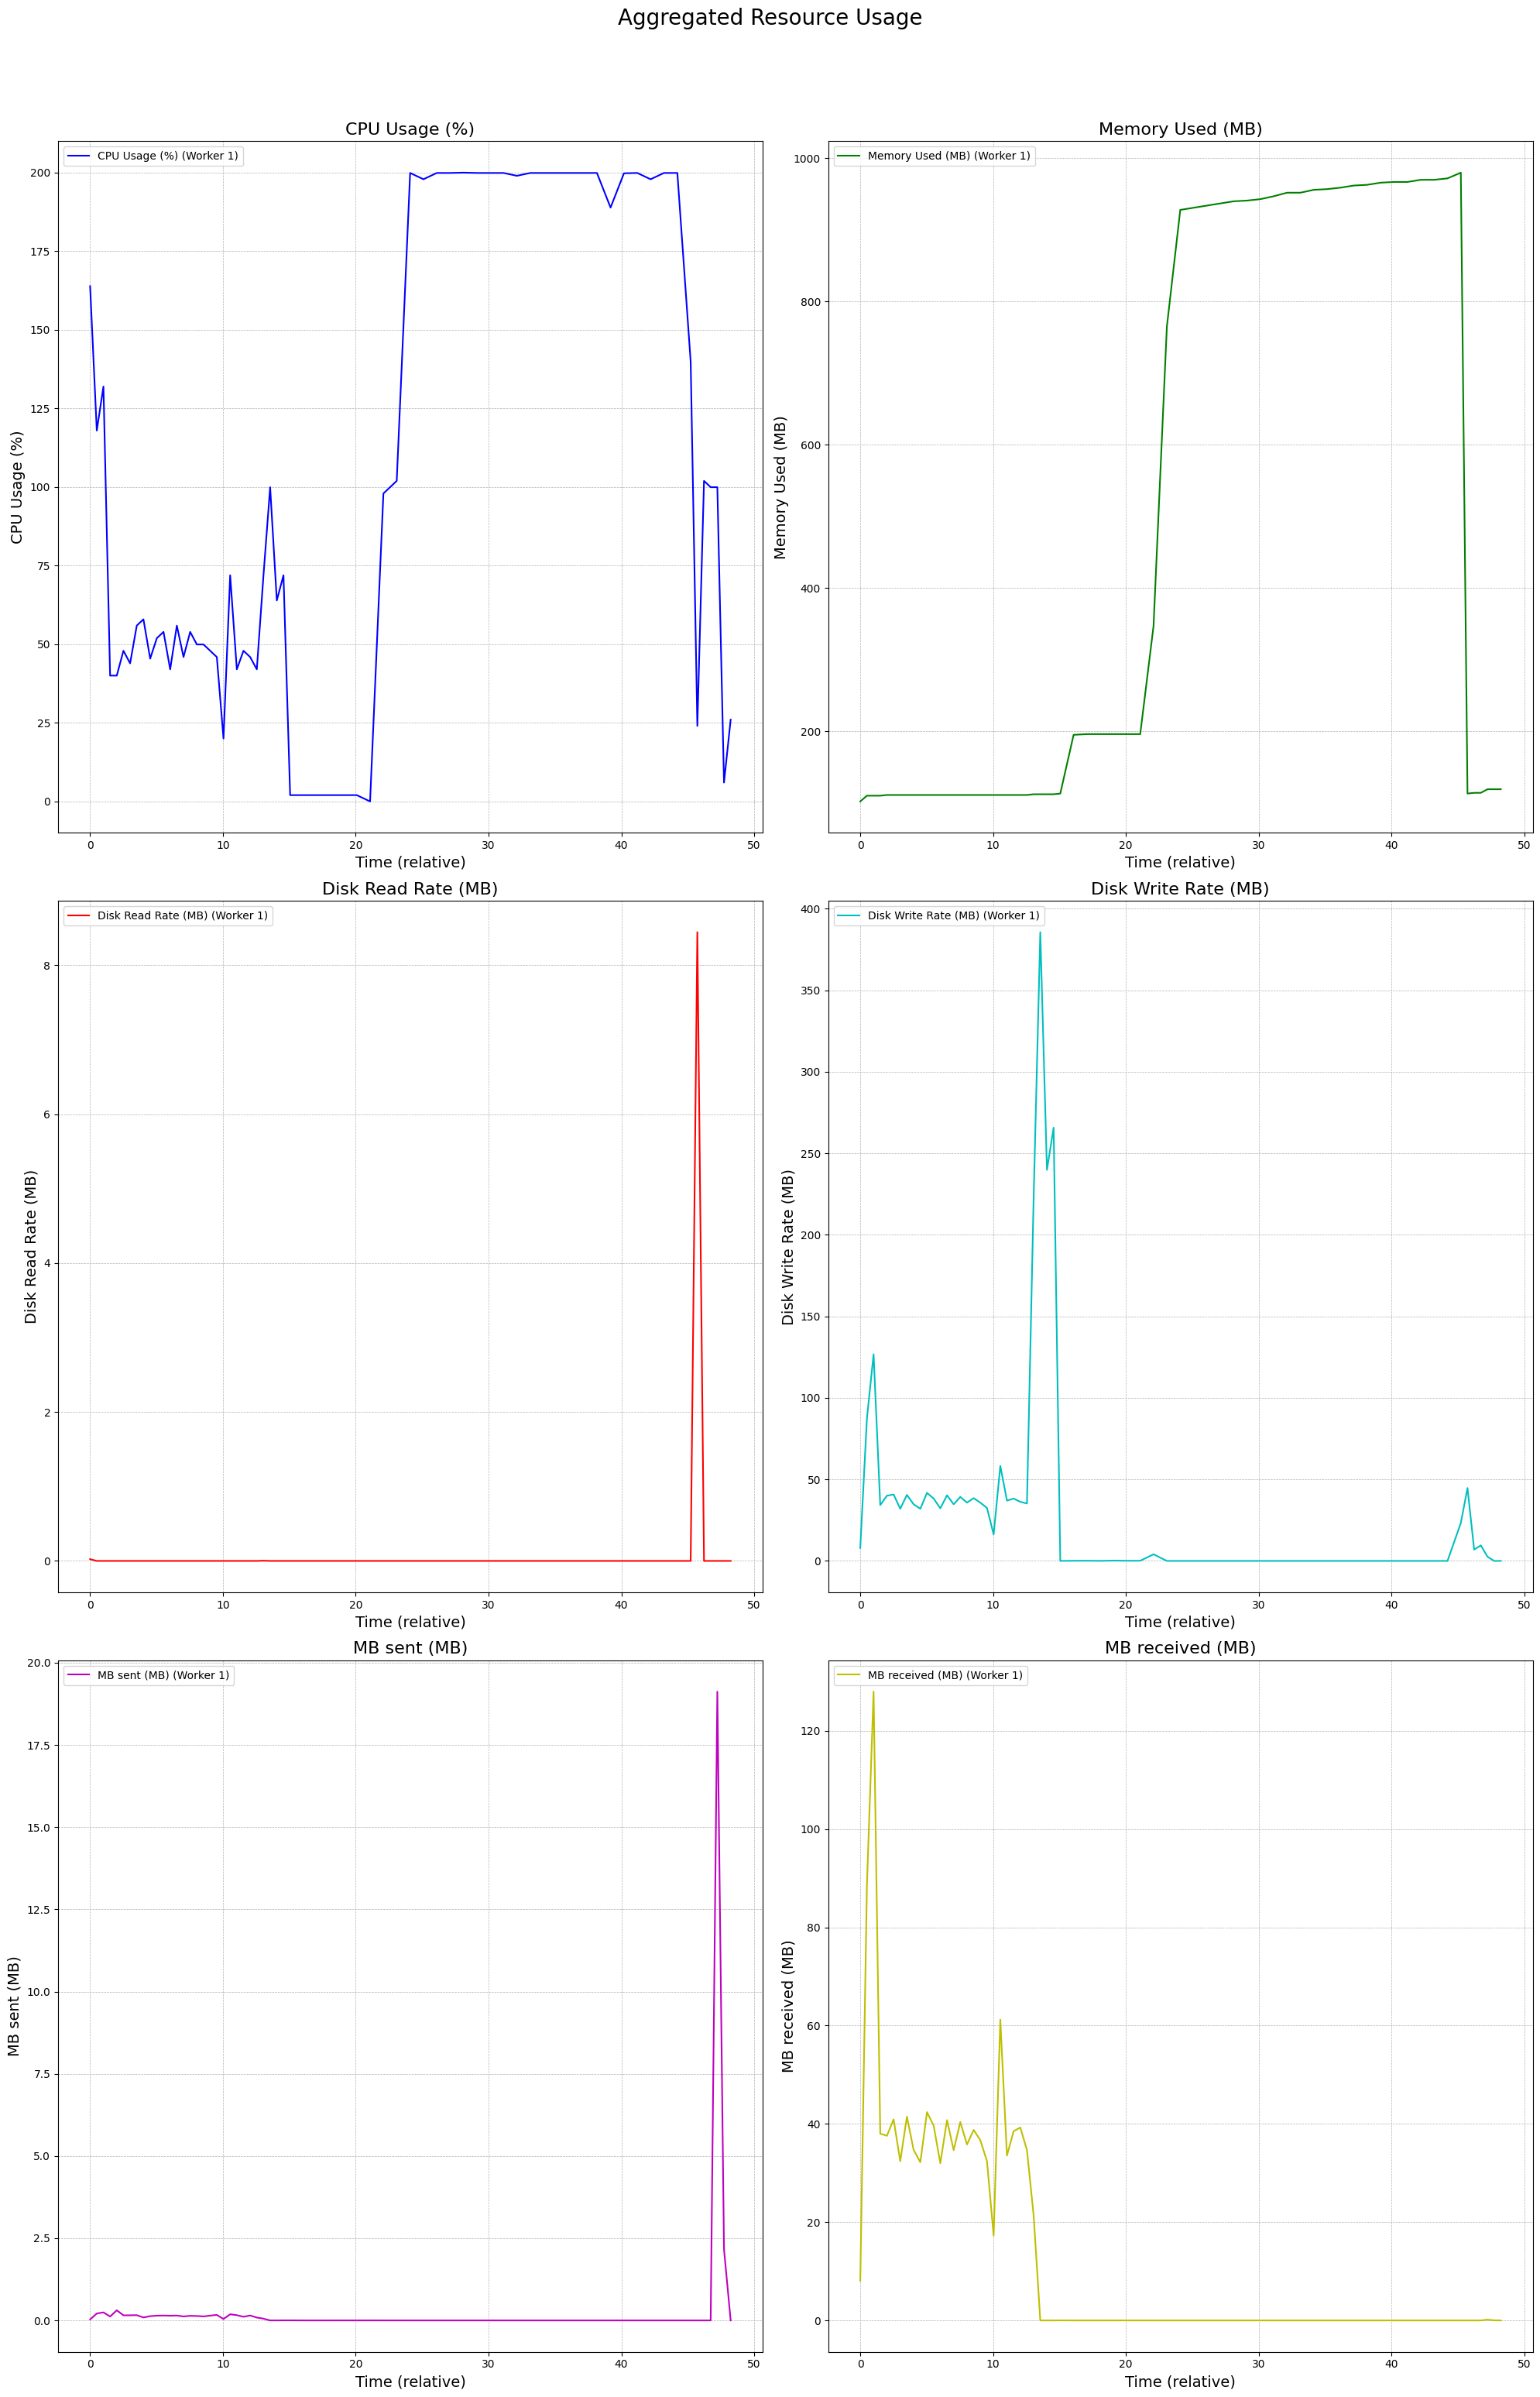 Aggregated Resource Usage
CPU Usage (%)
CPU Usage (%) (Worker 1)
CPU Usage (%)
200
175
150
125
100
75
50
25
0
0 10 20 30 40 50
Time (relative)
Memory Used (MB)
Memory Used (MB) (Worker 1)
Memory Used (MB)
1000
800
600
400
200
0 10 20 30 40 50
Time (relative)
Disk Read Rate (MB)
Disk Read Rate (MB) (Worker 1)
Disk Read Rate (MB)
8
6
4
2
0
0 10 20 30 40 50
Time (relative)
Disk Write Rate (MB)
Disk Write Rate (MB) (Worker 1)
Disk Write Rate (MB)
400
350
300
250
200
150
100
50
0
0 10 20 30 40 50
Time (relative)
MB sent (MB)
MB sent (MB) (Worker 1)
MB sent (MB)
20.0
17.5
15.0
12.5
10.0
7.5
5.0
2.5
0.0
0 10 20 30 40 50
Time (relative)
MB received (MB)
MB received (MB) (Worker 1)
MB received (MB)
120
100
80
60
40
20
0
0 10 20 30 40 50
Time (relative)